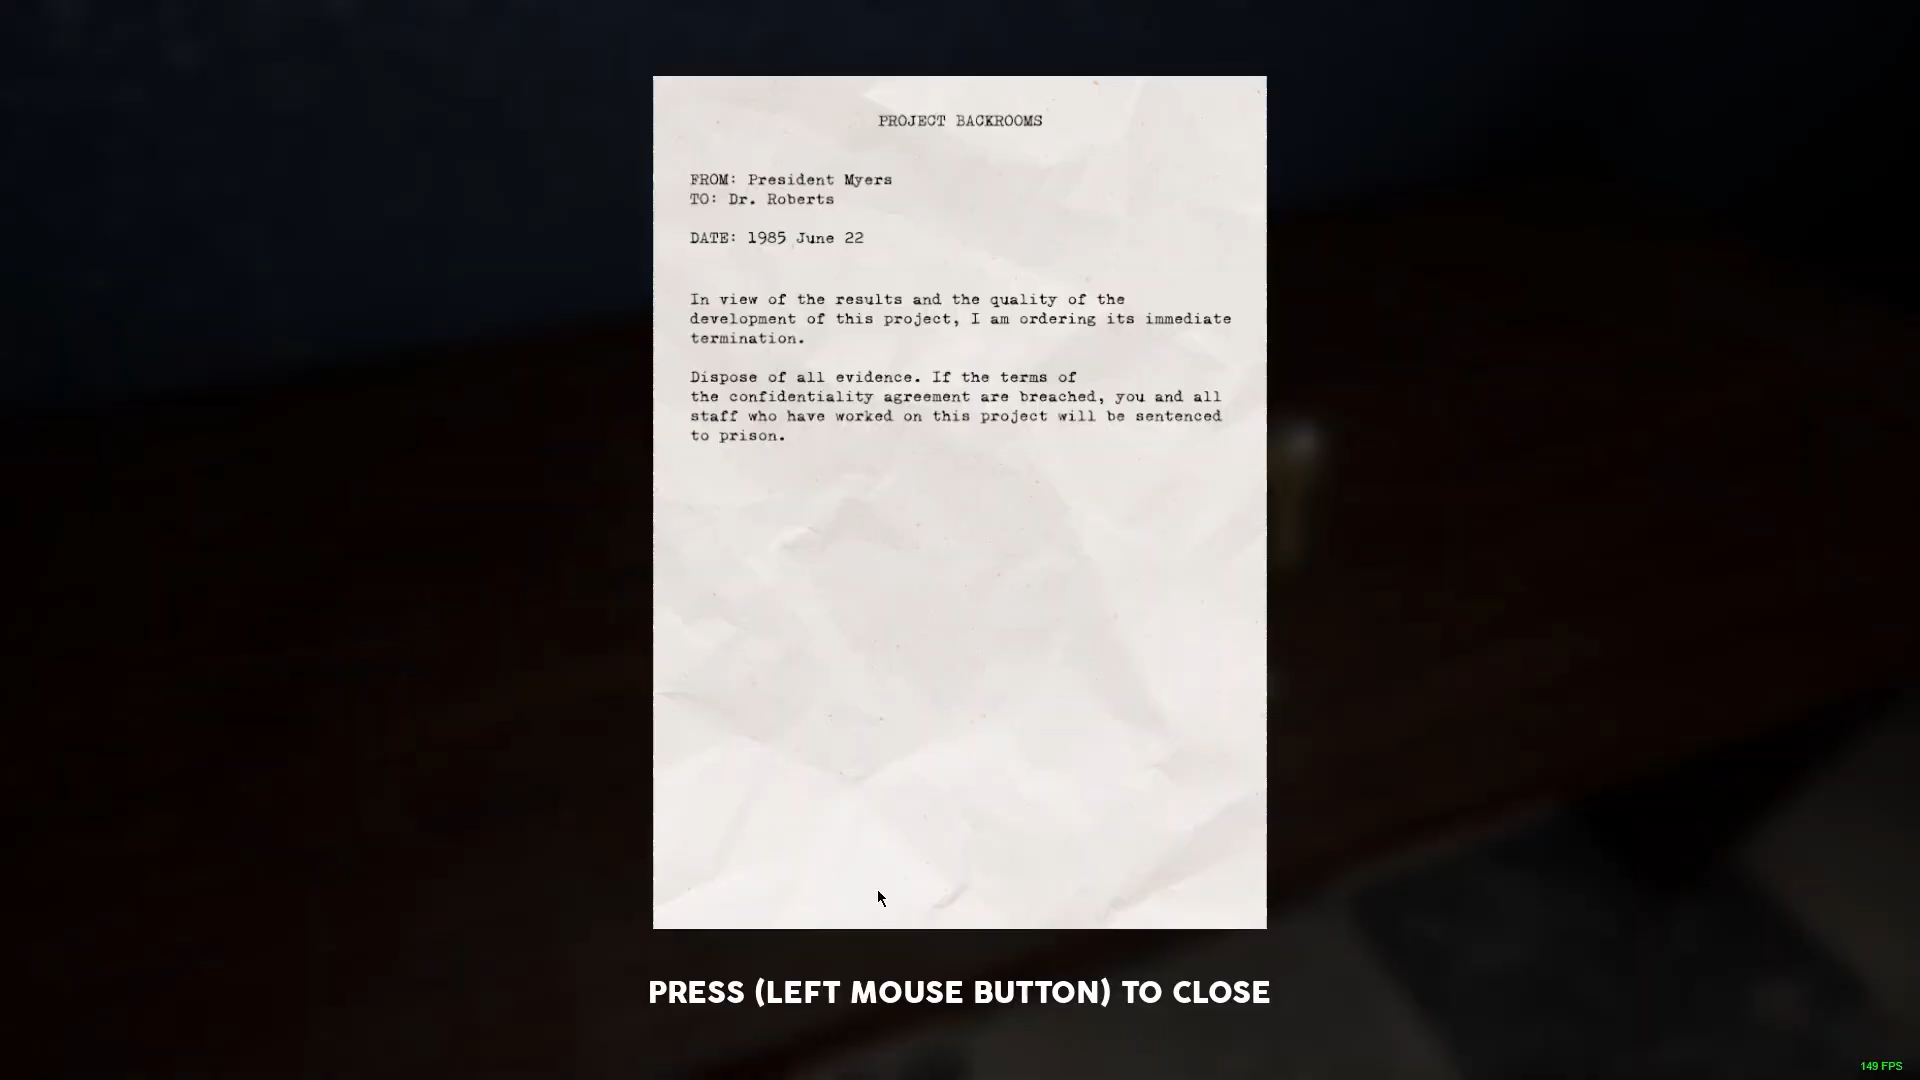 PROJECT BACKROOMS
FROM: President Myers
TO: Dr. Roberts
DATE: 1985 June 22
In view of the results and the quality of the
development of this project, I am ordering its immediate
termination.
Dispose of all evidence. If the terms of
the confidentiality agreement are breached, you and all
staff who have worked on this project will be sentenced
to prison.
PRESS (LEFT MOUSE BUTTON) TO CLOSE
149 FPS